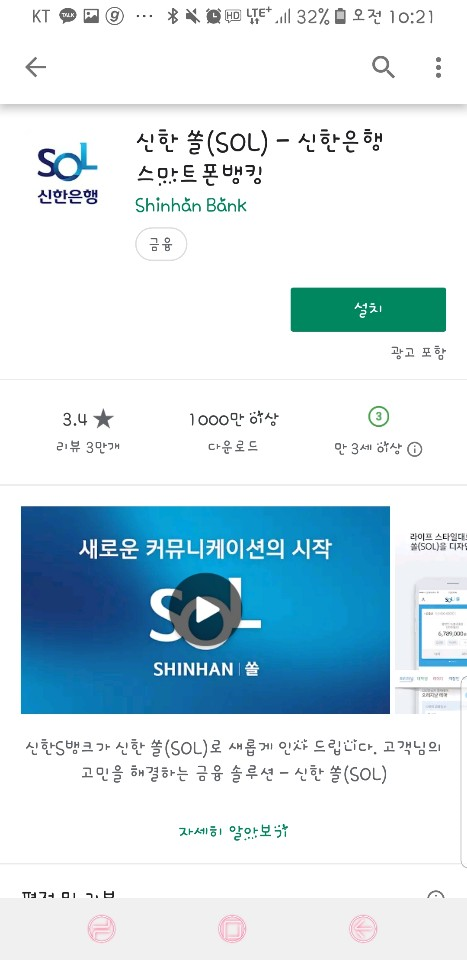 KT TALK g ... HD LTE+ 32% 오전 10:21
SOL
신한은행
신한 쏠(SOL) - 신한은행
스마트폰뱅킹
Shinhan Bank
금융
설치
광고 포함
3.4 ★ 1000만 이상 3
리뷰 3만개 다운로드 만 3세 이상
새로운 커뮤니케이션의 시작
SOL
SHINHAN | 쏠
라이프 스타일대로
쏠(SOL)을 디자인
6,789,000
신한S뱅크가 신한 쏠(SOL)로 새롭게 인사 드립니다. 고객님의
고민을 해결하는 금융 솔루션 - 신한 쏠(SOL)
자세히 알아보기
평점 및 리뷰